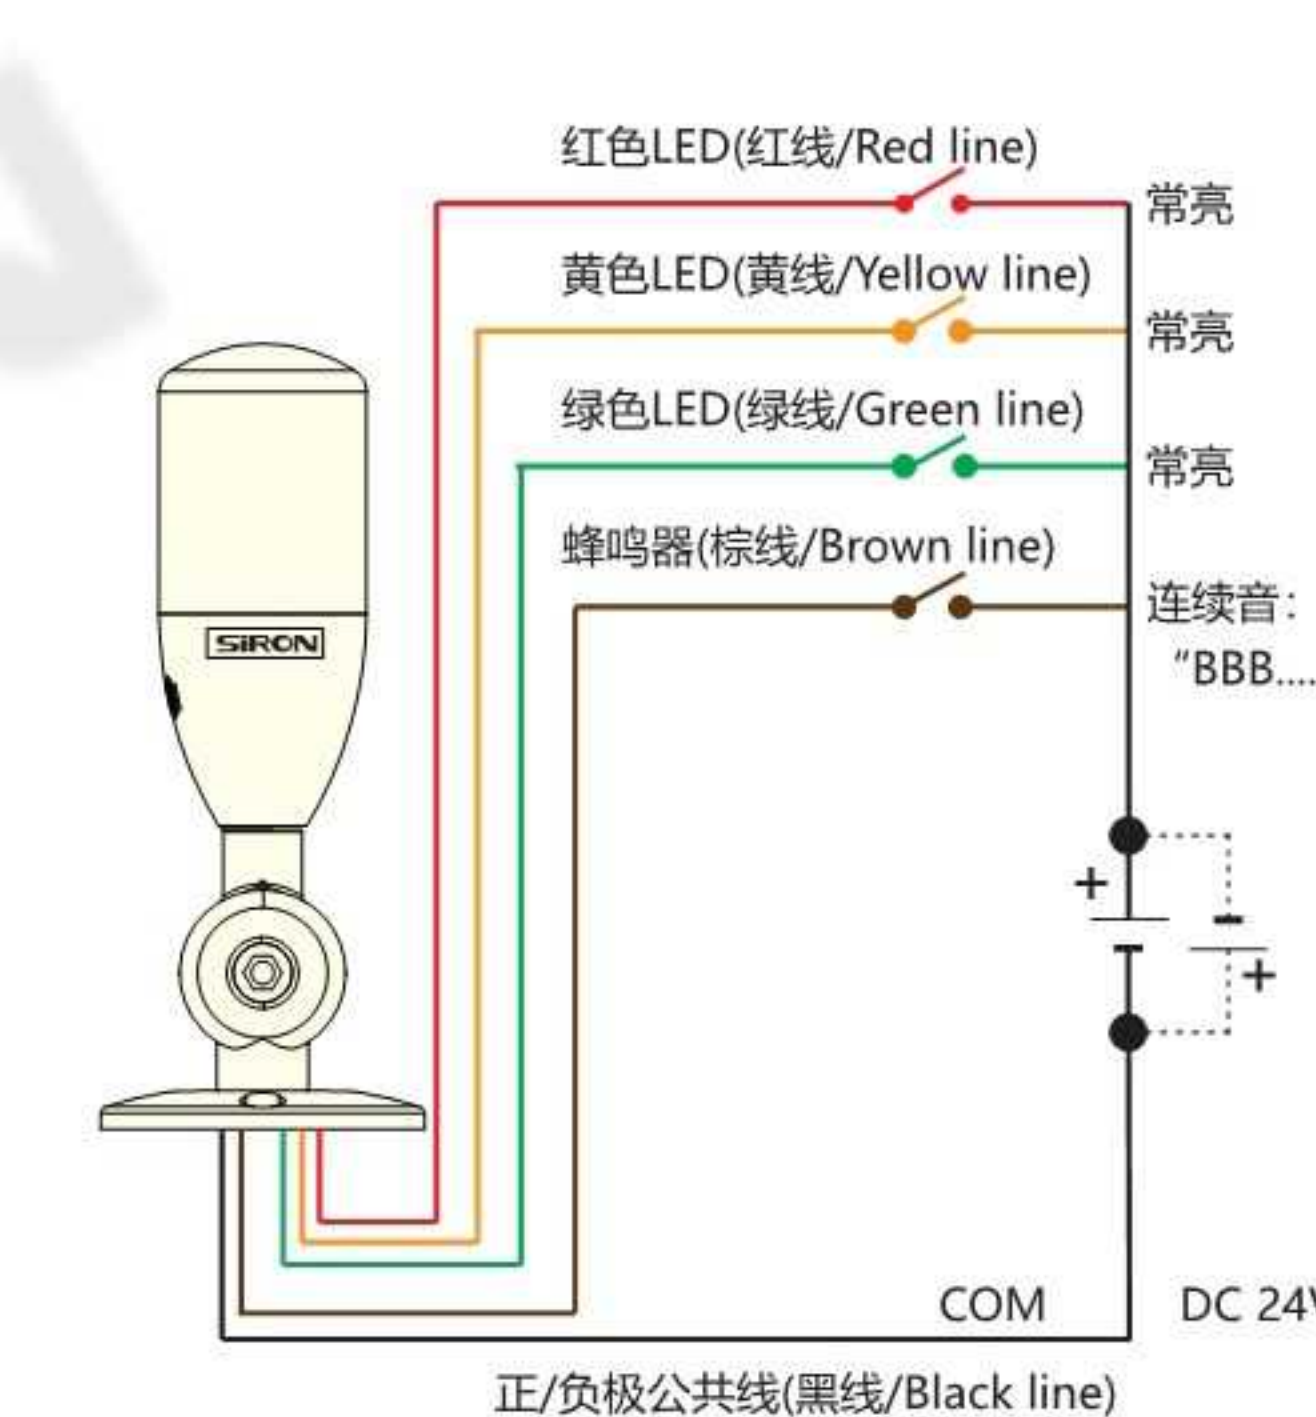 红色LED(红线/Red line)
常亮
黄色LED(黄线/Yellow line)
常亮
绿色LED(绿线/Green line)
常亮
蜂鸣器(棕线/Brown line)
连续音:
“BBB....
SiRON
+
+
COM
DC 24V
正/负极公共线(黑线/Black line)